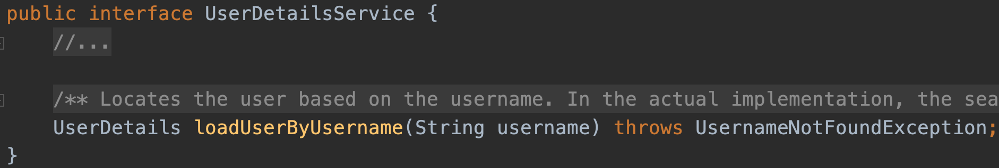 public interface UserDetailsService {
//...
/** Locates the user based on the username. In the actual implementation, the sea
UserDetails loadUserByUsername(String username) throws UsernameNotFoundException;
}